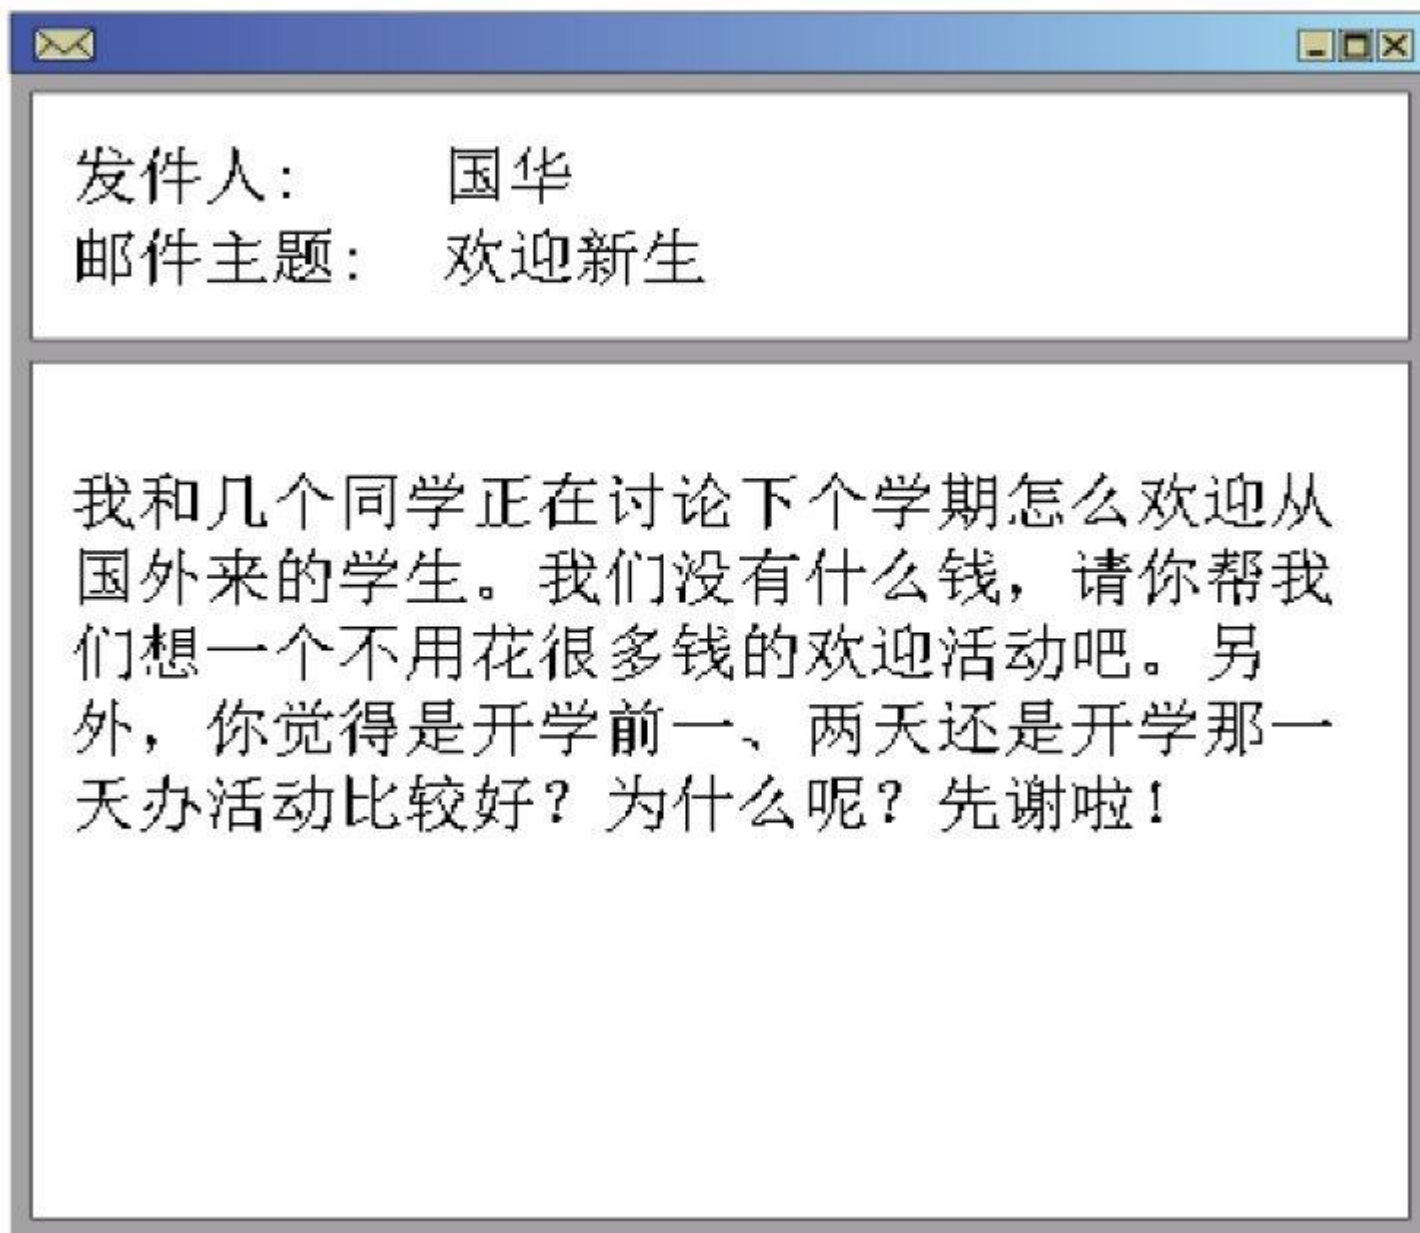 发件人： 国华
邮件主题： 欢迎新生
我和几个同学正在讨论下个学期怎么欢迎从
国外来的学生。我们没有什么钱，请你帮我
们想一个不用花很多钱的欢迎活动吧。另
外，你觉得是开学前一、两天还是开学那一
天办活动比较好？为什么呢？先谢啦！